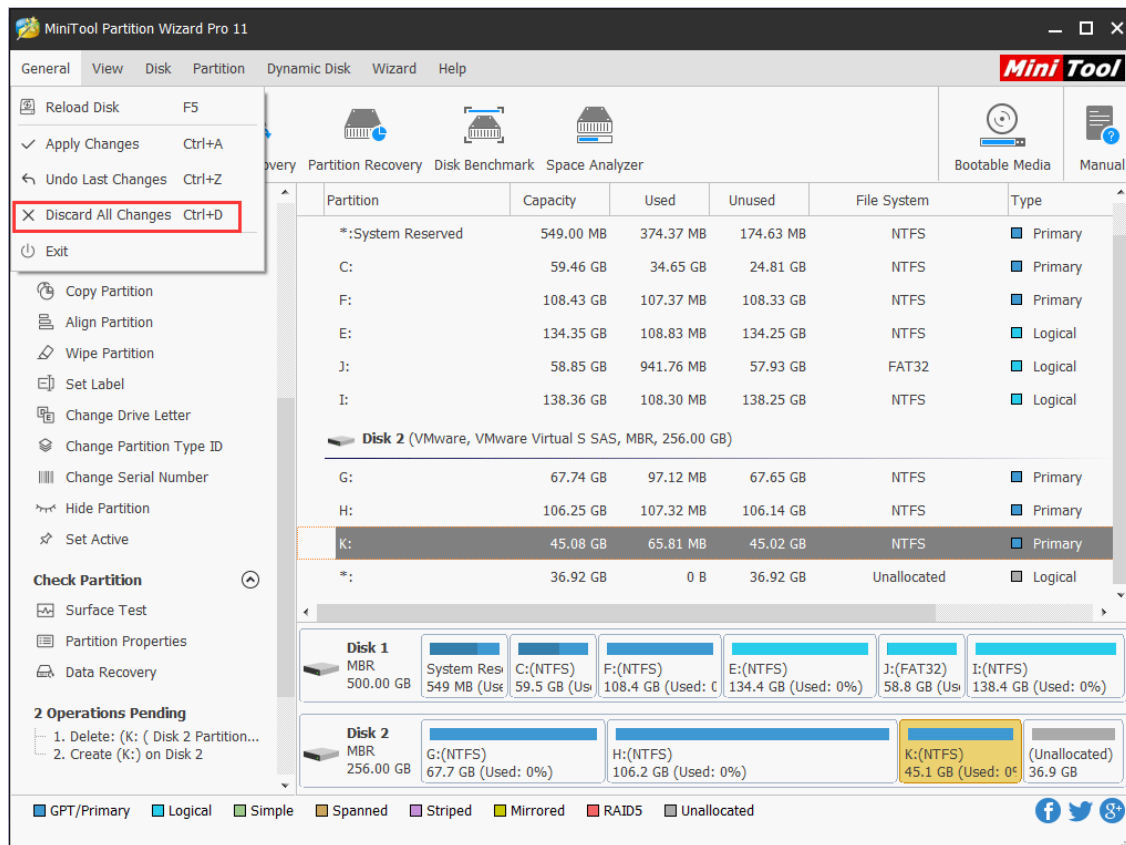 MiniTool Partition Wizard Pro 11
General View Disk Partition Dynamic Disk Wizard Help
Mini Tool
Reload Disk F5
Apply Changes Ctrl+A
Undo Last Changes Ctrl+Z
Discard All Changes Ctrl+D
Exit
overy Partition Recovery Disk Benchmark Space Analyzer Bootable Media Manual
Copy Partition
Align Partition
Wipe Partition
Set Label
Change Drive Letter
Change Partition Type ID
Change Serial Number
Hide Partition
Set Active
Check Partition
Surface Test
Partition Properties
Data Recovery
2 Operations Pending
1. Delete: (K: ( Disk 2 Partition...
2. Create (K:) on Disk 2
Partition Capacity Used Unused File System Type
*:System Reserved 549.00 MB 374.37 MB 174.63 MB NTFS Primary
C: 59.46 GB 34.65 GB 24.81 GB NTFS Primary
F: 108.43 GB 107.37 MB 108.33 GB NTFS Primary
E: 134.35 GB 108.83 MB 134.25 GB NTFS Logical
J: 58.85 GB 941.76 MB 57.93 GB FAT32 Logical
I: 138.36 GB 108.30 MB 138.25 GB NTFS Logical
Disk 2 (VMware, VMware Virtual S SAS, MBR, 256.00 GB)
G: 67.74 GB 97.12 MB 67.65 GB NTFS Primary
H: 106.25 GB 107.32 MB 106.14 GB NTFS Primary
K: 45.08 GB 65.81 MB 45.02 GB NTFS Primary
*: 36.92 GB 0 B 36.92 GB Unallocated Logical
Disk 1
MBR
500.00 GB
System Rese
549 MB (Use
C:(NTFS)
59.5 GB (Us
F:(NTFS)
108.4 GB (Used: 0
E:(NTFS)
134.4 GB (Used: 0%)
J:(FAT32)
58.8 GB (Us
I:(NTFS)
138.4 GB (Used: 0%)
Disk 2
MBR
256.00 GB
G:(NTFS)
67.7 GB (Used: 0%)
H:(NTFS)
106.2 GB (Used: 0%)
K:(NTFS)
45.1 GB (Used: 0%
(Unallocated)
36.9 GB
GPT/Primary Logical Simple Spanned Striped Mirrored RAID5 Unallocated